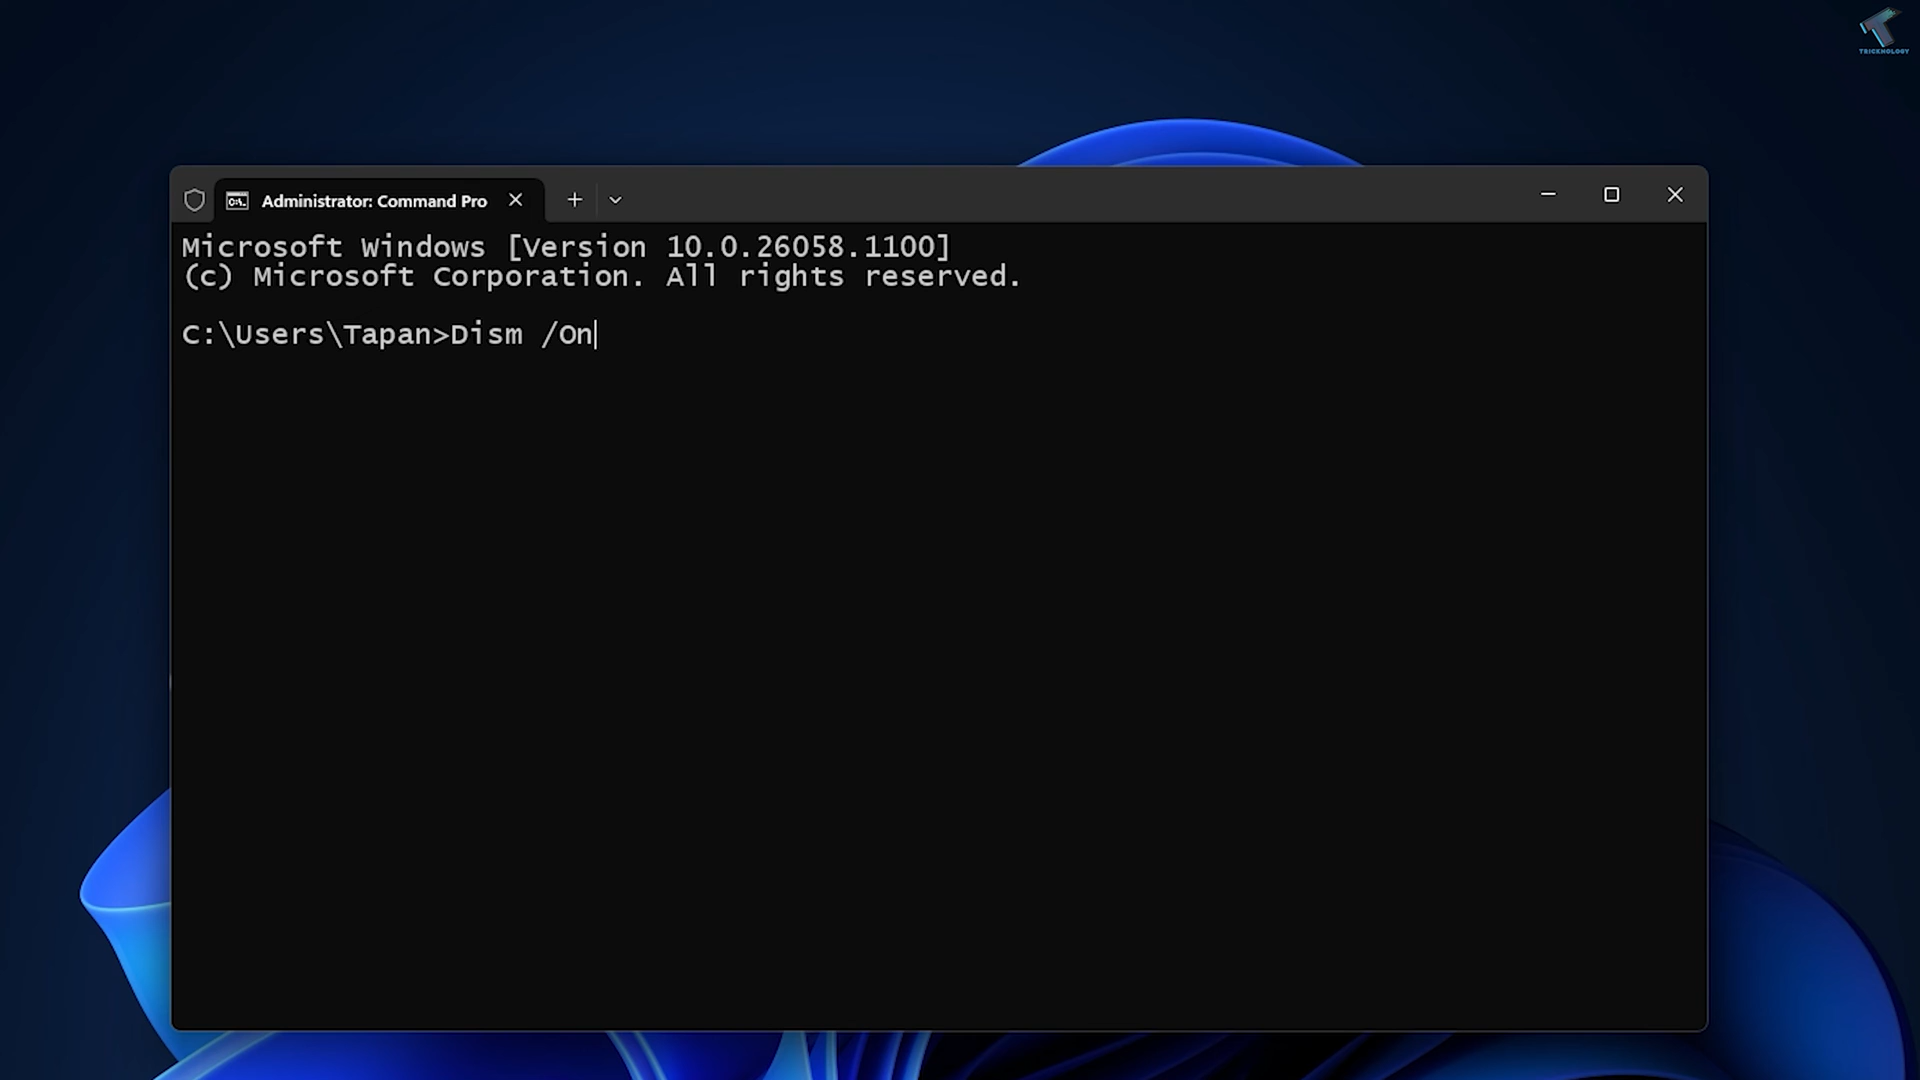 TRICKNOLOGY
Administrator: Command Pro
Microsoft Windows [Version 10.0.26058.1100]
(c) Microsoft Corporation. All rights reserved.
C:\Users\Tapan>Dism /On